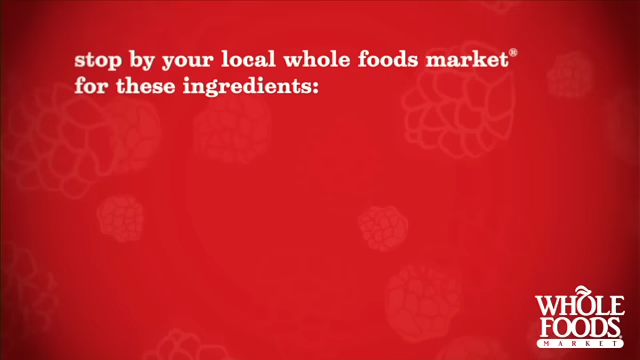 stop by your local whole foods market®
for these ingredients:
WHOLE
FOODS
MARKET